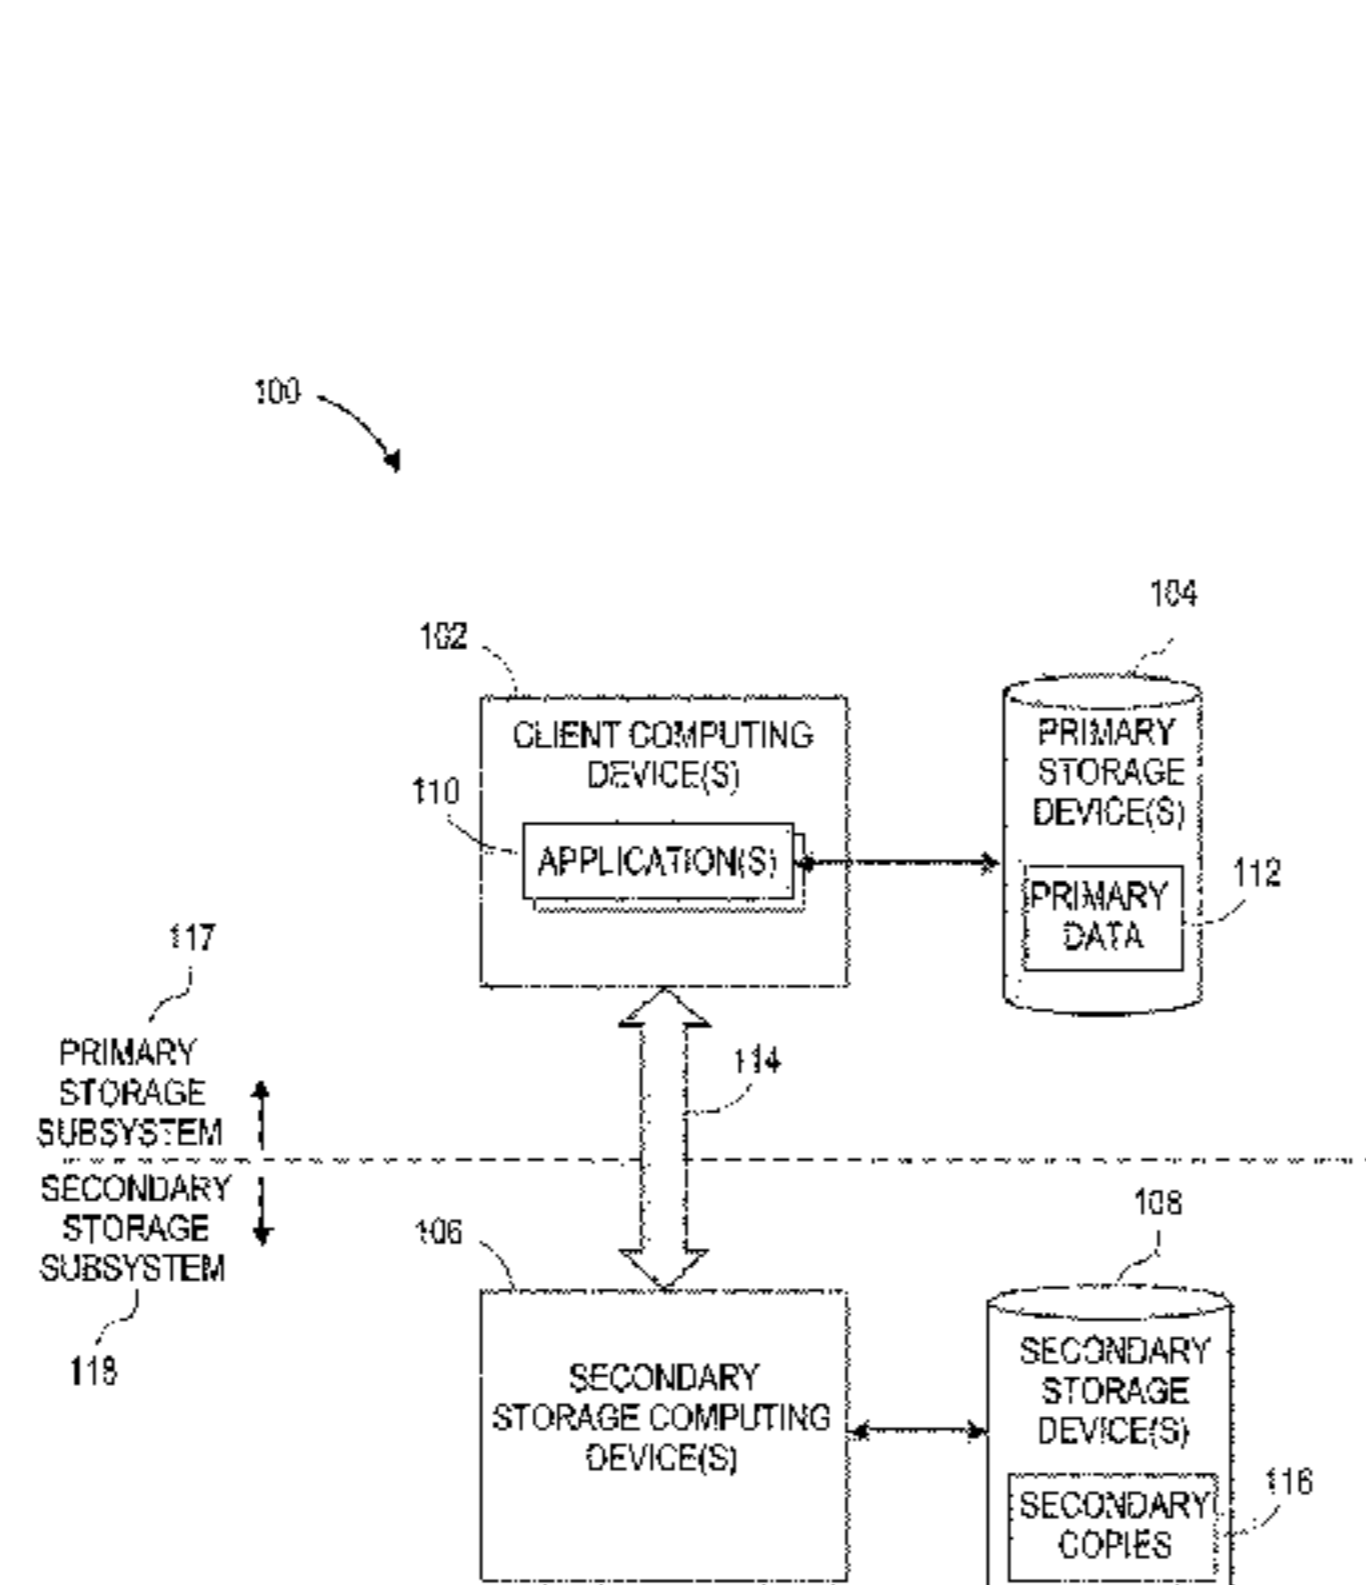 100
104
102
CLIENT COMPUTING
DEVICE(S)
PRIMARY
STORAGE
DEVICE(S)
110
APPLICATION(S)
112
PRIMARY
DATA
117
PRIMARY
STORAGE
SUBSYSTEM
114
SECONDARY
STORAGE
SUBSYSTEM
118
108
106
SECONDARY
STORAGE COMPUTING
DEVICE(S)
SECONDARY
STORAGE
DEVICE(S)
116
SECONDARY
COPIES